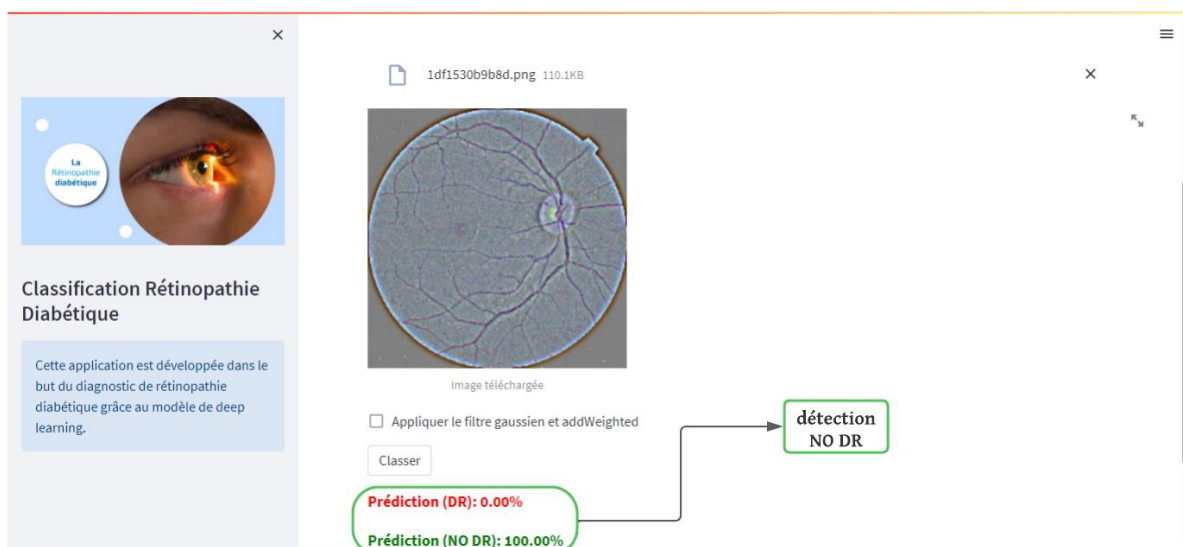 La
Rétinopathie
diabétique
Classification Rétinopathie
Diabétique
Cette application est développée dans le
but du diagnostic de rétinopathie
diabétique grâce au modèle de deep
learning.
1df1530b9b8d.png 110.1KB
Image téléchargée
Appliquer le filtre gaussien et addWeighted
Classer
Prédiction (DR): 0.00%
Prédiction (NO DR): 100.00%
détection
NO DR